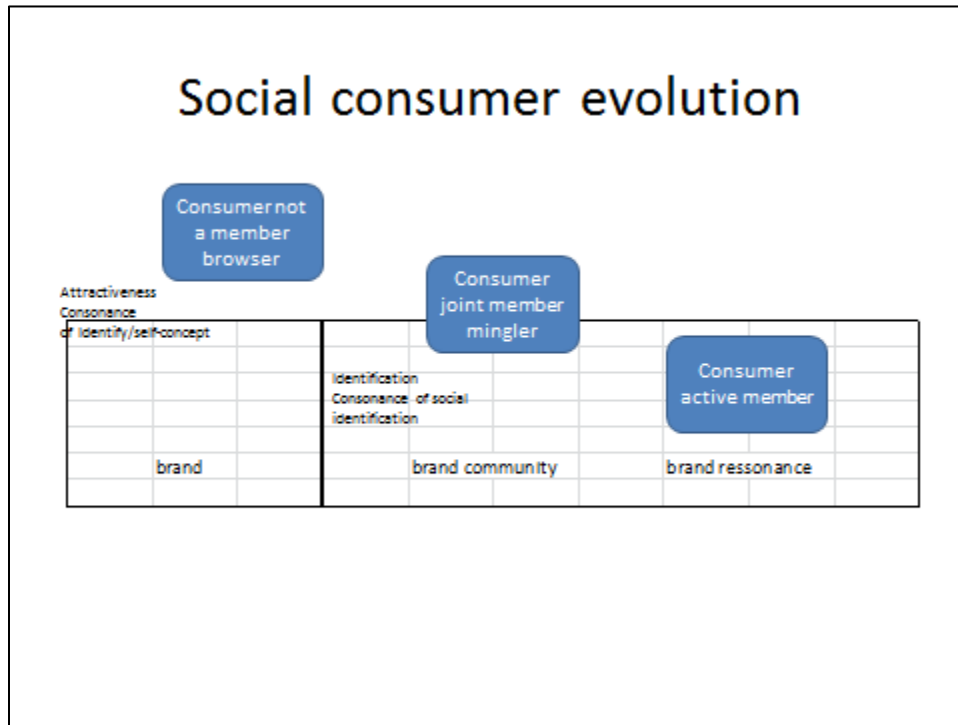 Social consumer evolution
Consumer not
a member
browser
Attractiveness
Consonance
of Identify/self-concept
Consumer
joint member
mingler
Identification
Consonance of social
identification
Consumer
active member
brand
brand community
brand ressonance